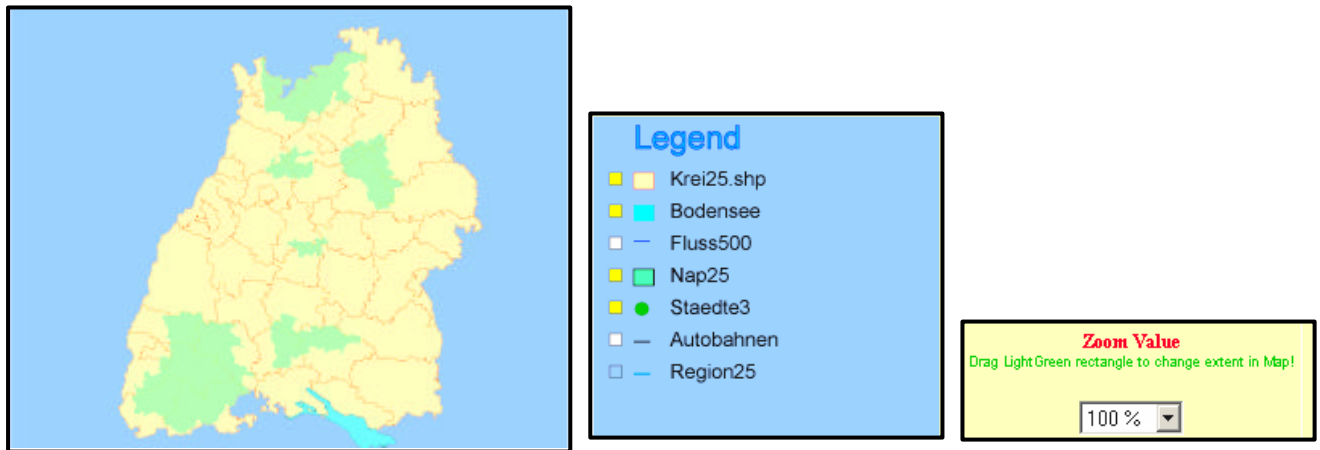 Legend
Krei25.shp
Bodensee
Fluss500
Nap25
Staedte3
Autobahnen
Region25
Zoom Value
Drag LightGreen rectangle to change extent in Map!
100 %